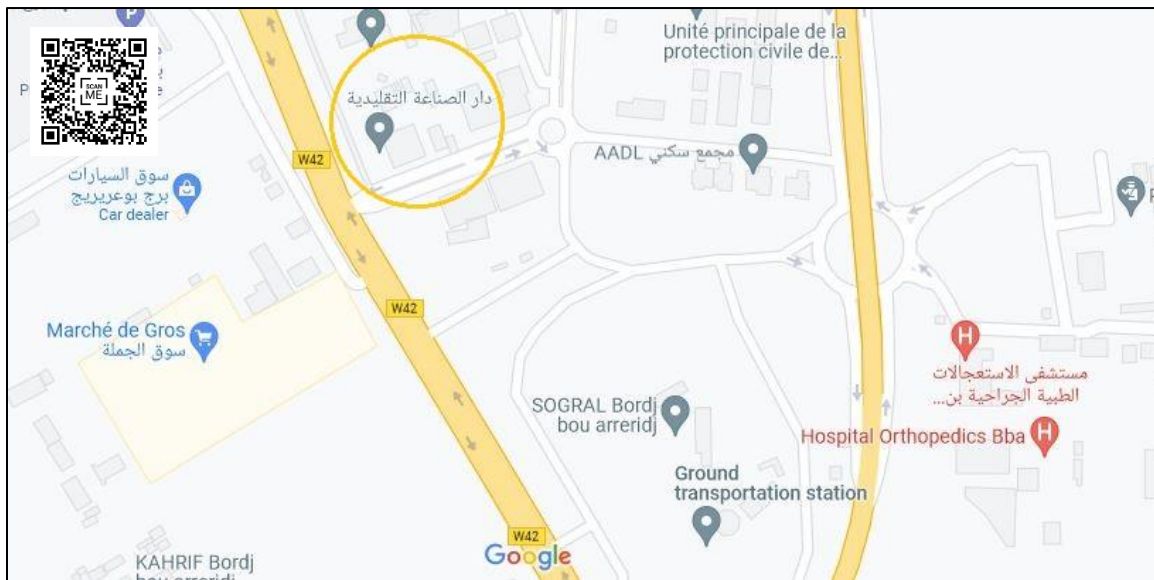 SCAN
ME
Unité principale de la
protection civile de...
دار الصناعة التقليدية
W42
مجمع سكني AADL
سوق السيارات
برج بوعريريج
Car dealer
W42
Marché de Gros
سوق الجملة
مستشفى الاستعجالات
الطبية الجراحية بن...
SOGRAL Bordj
bou arreridj
Hospital Orthopedics Bba
Ground
transportation station
W42
Google
KAHRIF Bordj